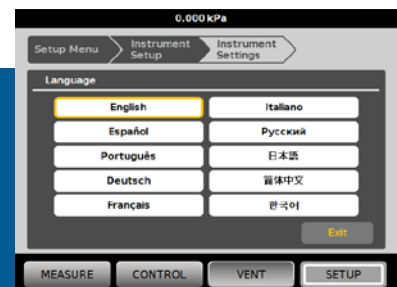 0.000 kPa
Setup Menu
Instrument Setup
Instrument Settings
Language
English
Italiano
Español
Русский
Português
日本語
Deutsch
简体中文
Français
한국어
Exit
MEASURE
CONTROL
VENT
SETUP